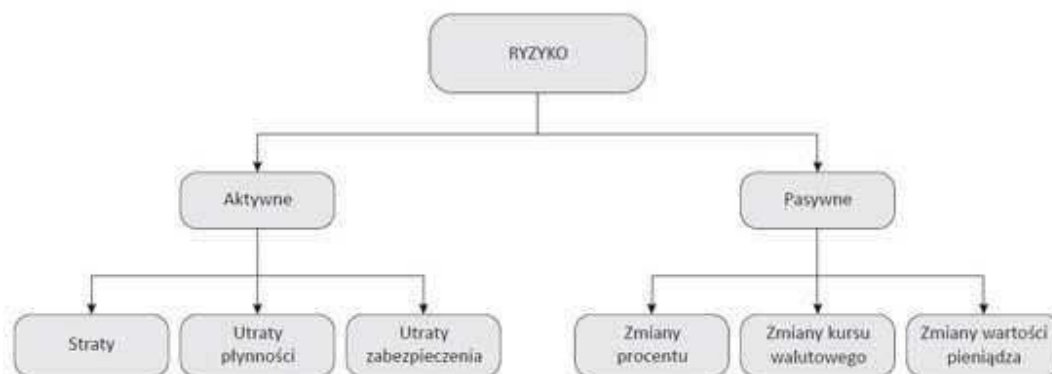 RYZYKO
Aktywne
Pasywne
Straty
Utraty
płynności
Utraty
zabezpieczenia
Zmiany
procentu
Zmiany kursu
walutowego
Zmiany wartości
pieniądza